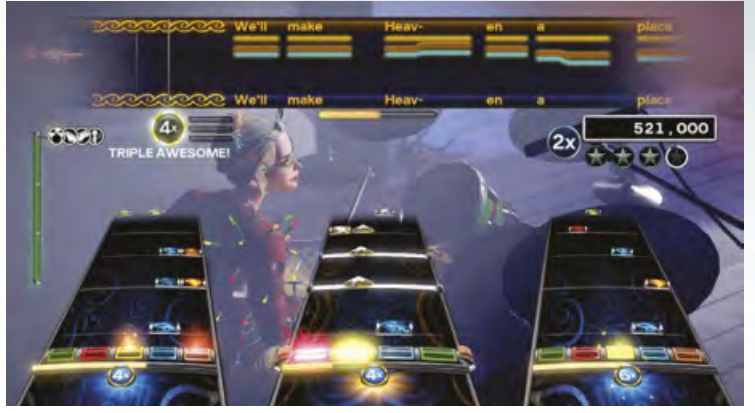 We'll make Heav- en a place
We'll make Heav- en a place
4x
TRIPLE AWESOME!
2x
521,000
4x
4x
6x